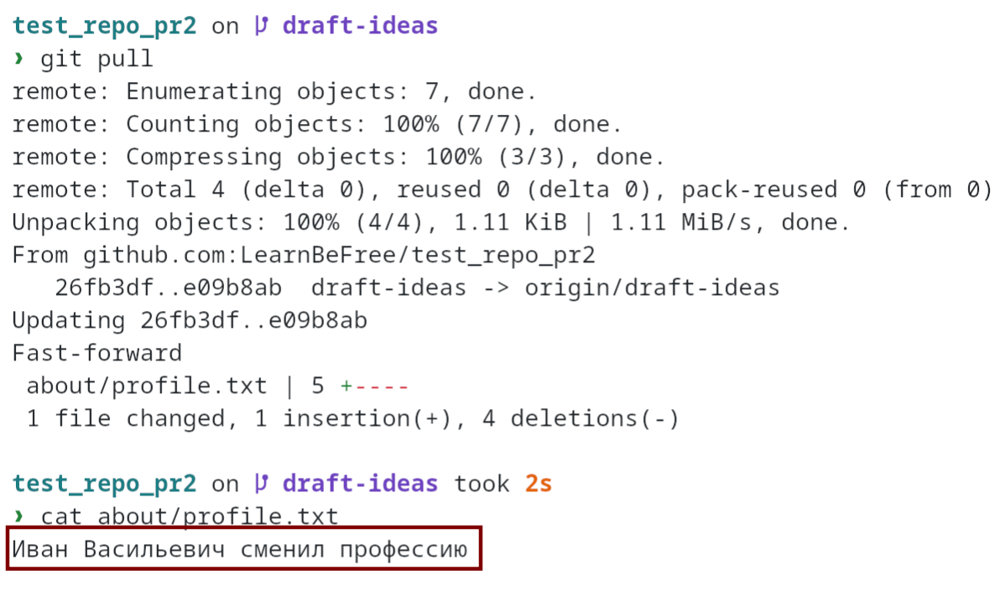 test_repo_pr2 on draft-ideas
› git pull
remote: Enumerating objects: 7, done.
remote: Counting objects: 100% (7/7), done.
remote: Compressing objects: 100% (3/3), done.
remote: Total 4 (delta 0), reused 0 (delta 0), pack-reused 0 (from 0)
Unpacking objects: 100% (4/4), 1.11 KiB | 1.11 MiB/s, done.
From github.com:LearnBeFree/test_repo_pr2
   26fb3df..e09b8ab  draft-ideas -> origin/draft-ideas
Updating 26fb3df..e09b8ab
Fast-forward
 about/profile.txt | 5 +----
 1 file changed, 1 insertion(+), 4 deletions(-)
test_repo_pr2 on draft-ideas took 2s
› cat about/profile.txt
Иван Васильевич сменил профессию